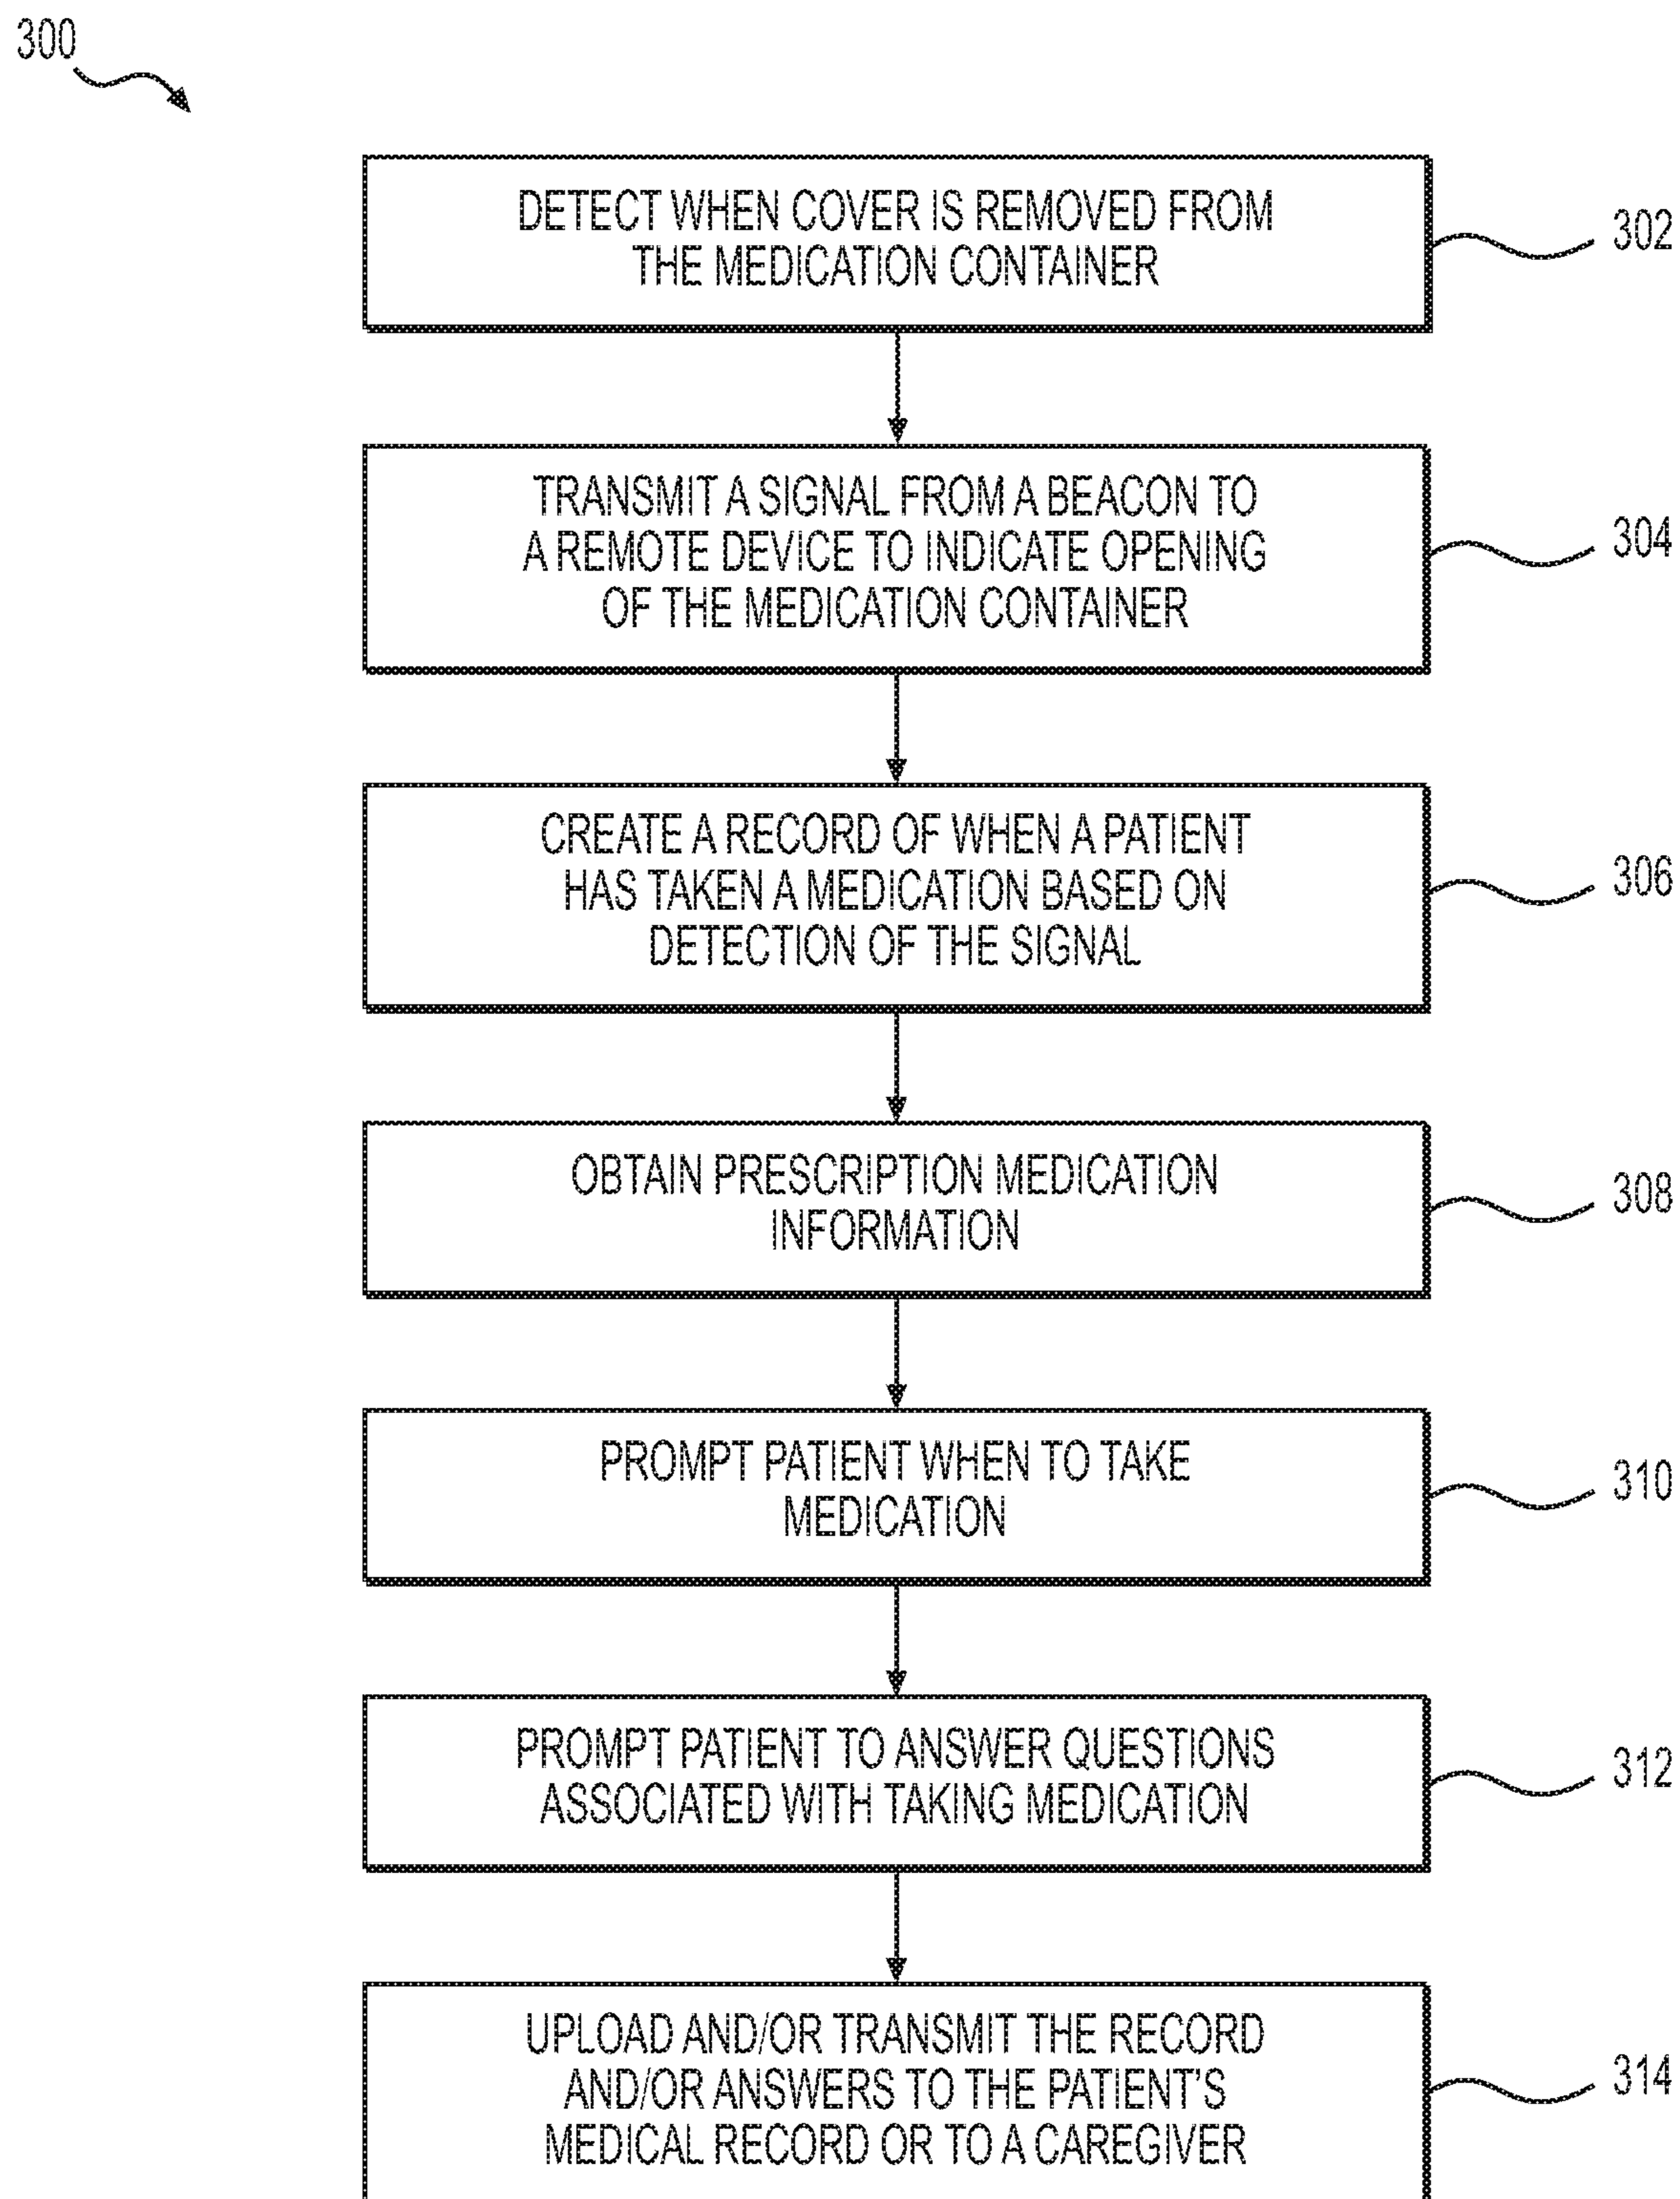 300
DETECT WHEN COVER IS REMOVED FROM
THE MEDICATION CONTAINER
302
TRANSMIT A SIGNAL FROM A BEACON TO
A REMOTE DEVICE TO INDICATE OPENING
OF THE MEDICATION CONTAINER
304
CREATE A RECORD OF WHEN A PATIENT
HAS TAKEN A MEDICATION BASED ON
DETECTION OF THE SIGNAL
306
OBTAIN PRESCRIPTION MEDICATION
INFORMATION
308
PROMPT PATIENT WHEN TO TAKE
MEDICATION
310
PROMPT PATIENT TO ANSWER QUESTIONS
ASSOCIATED WITH TAKING MEDICATION
312
UPLOAD AND/OR TRANSMIT THE RECORD
AND/OR ANSWERS TO THE PATIENT'S
MEDICAL RECORD OR TO A CAREGIVER
314